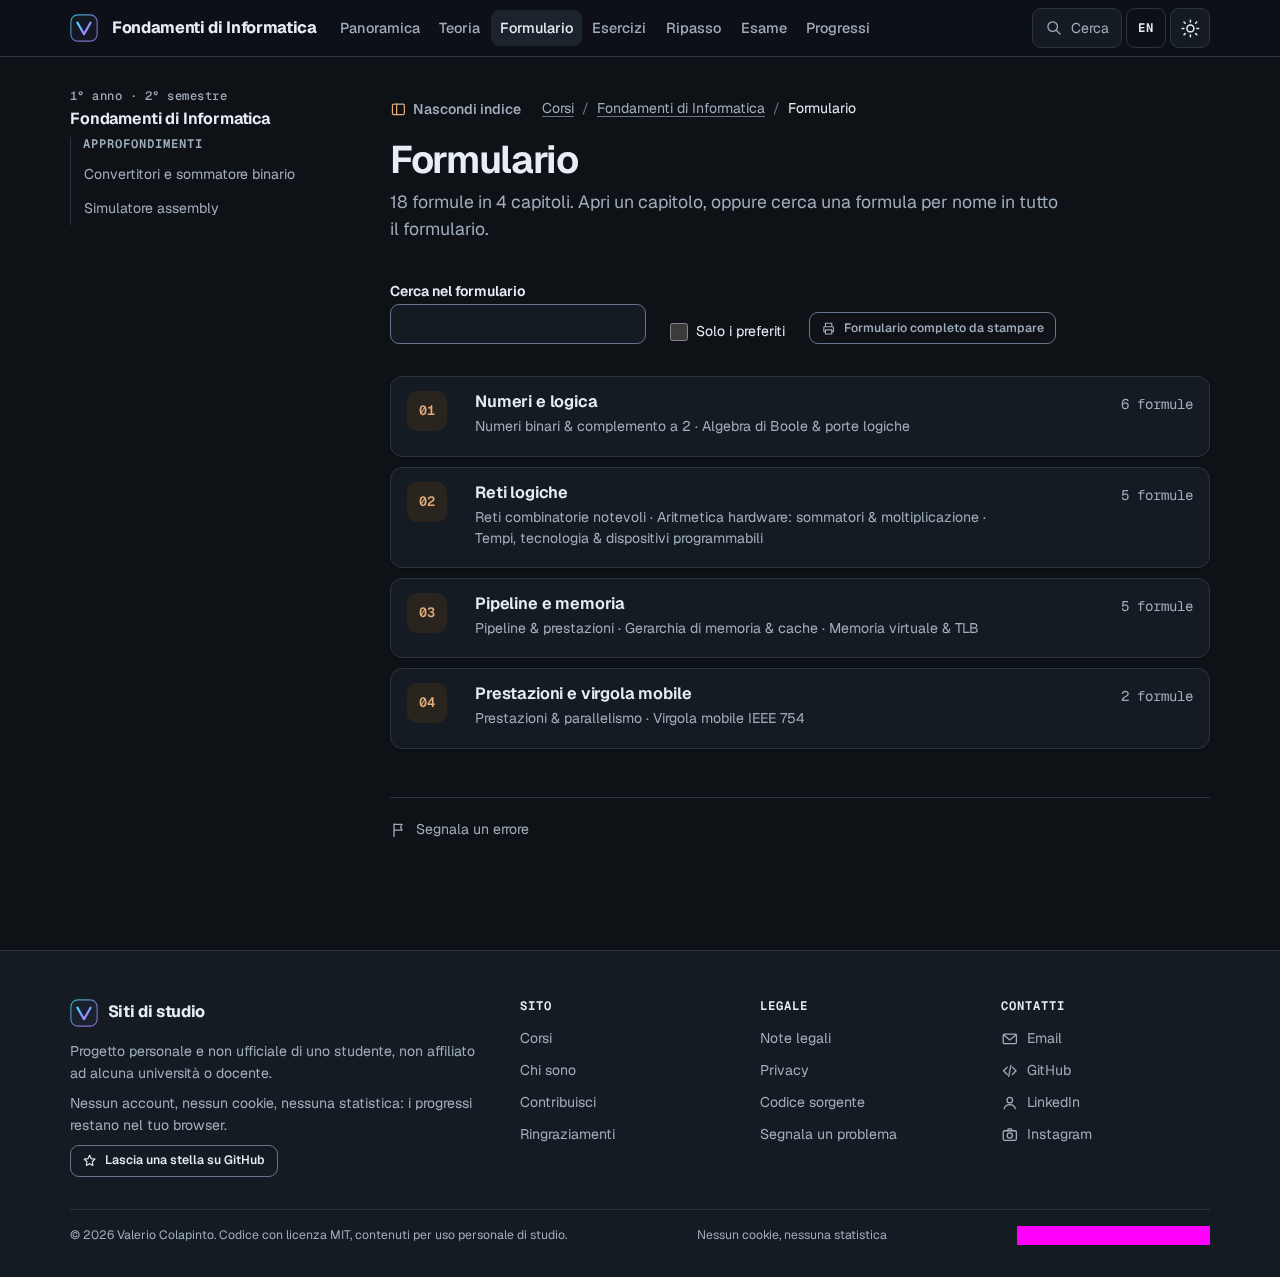 Fondamenti di Informatica
Panoramica
Teoria
Formulario
Esercizi
Ripasso
Esame
Progressi
Cerca
EN
1° anno · 2° semestre
Fondamenti di Informatica
APPROFONDIMENTI
Convertitori e sommatore binario
Simulatore assembly
Nascondi indice
Corsi / Fondamenti di Informatica / Formulario
Formulario
18 formule in 4 capitoli. Apri un capitolo, oppure cerca una formula per nome in tutto
il formulario.
Cerca nel formulario
Solo i preferiti
Formulario completo da stampare
01
Numeri e logica
6 formule
Numeri binari & complemento a 2 · Algebra di Boole & porte logiche
02
Reti logiche
5 formule
Reti combinatorie notevoli · Aritmetica hardware: sommatori & moltiplicazione ·
Tempi, tecnologia & dispositivi programmabili
03
Pipeline e memoria
5 formule
Pipeline & prestazioni · Gerarchia di memoria & cache · Memoria virtuale & TLB
04
Prestazioni e virgola mobile
2 formule
Prestazioni & parallelismo · Virgola mobile IEEE 754
Segnala un errore
Siti di studio
Progetto personale e non ufficiale di uno studente, non affiliato
ad alcuna università o docente.
Nessun account, nessun cookie, nessuna statistica: i progressi
restano nel tuo browser.
Lascia una stella su GitHub
SITO
Corsi
Chi sono
Contribuisci
Ringraziamenti
LEGALE
Note legali
Privacy
Codice sorgente
Segnala un problema
CONTATTI
Email
GitHub
LinkedIn
Instagram
© 2026 Valerio Colapinto. Codice con licenza MIT, contenuti per uso personale di studio.
Nessun cookie, nessuna statistica